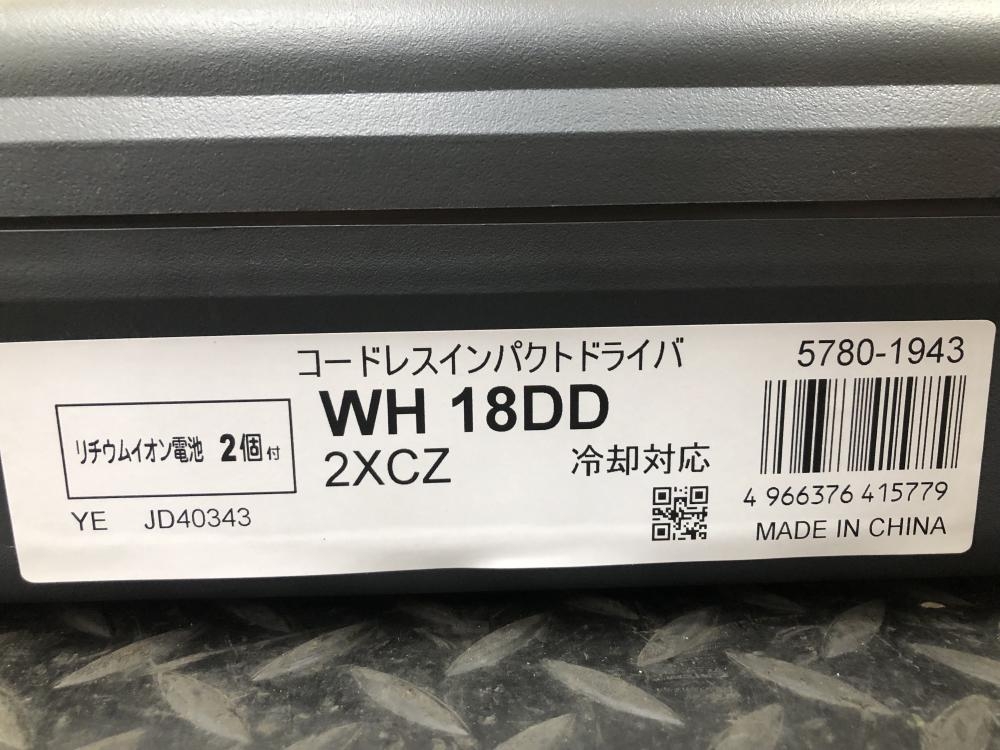 コードレスインパクトドライバ
5780-1943
WH 18DD
リチウムイオン電池 2個付
2XCZ
冷却対応
4 966376 415779
YE JD40343
MADE IN CHINA